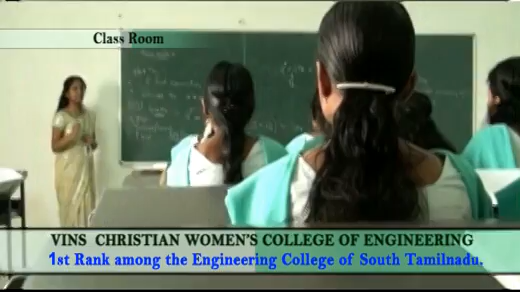 Class Room
VINS CHRISTIAN WOMEN'S COLLEGE OF ENGINEERING
1st Rank among the Engineering College of South Tamilnadu.